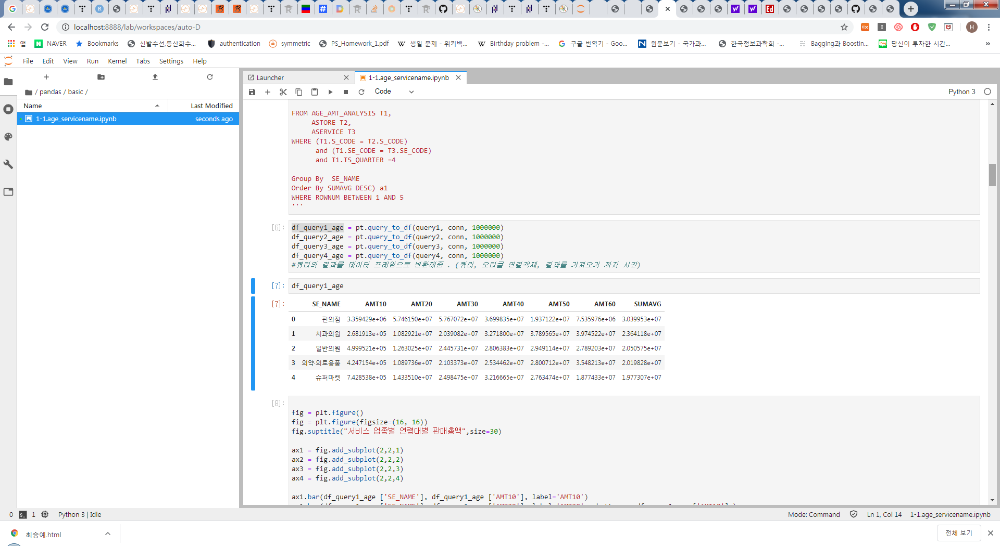 localhost:8888/lab/workspaces/auto-D
H
앱 NAVER Bookmarks 신발수선,등산화수... authentication symmetric PS_Homework_1.pdf 생일 문제 - 위키백... Birthday problem -... 구글 번역기 - Goo... 원문보기 - 국가과... 한국정보과학회 -... Bagging과 Boostin... 당신이 투자한 시간... »
File Edit View Run Kernel Tabs Settings Help
Launcher 1-1.age_servicename.ipynb
/ pandas / basic /
Code Python 3
Name Last Modified
1-1.age_servicename.ipynb seconds ago
FROM AGE_AMT_ANALYSIS T1,
ASTORE T2,
ASERVICE T3
WHERE (T1.S_CODE = T2.S_CODE)
and (T1.SE_CODE = T3.SE_CODE)
and T1.TS_QUARTER =4
Group By  SE_NAME
Order By SUMAVG DESC) a1
WHERE ROWNUM BETWEEN 1 AND 5
'''
[6]: df_query1_age = pt.query_to_df(query1, conn, 1000000)
df_query2_age = pt.query_to_df(query2, conn, 1000000)
df_query3_age = pt.query_to_df(query3, conn, 1000000)
df_query4_age = pt.query_to_df(query4, conn, 1000000)
#쿼리의 결과를 데이터 프레임으로 변환해줌 . (쿼리, 오라클 연결객체, 결과를 가져오기 까지 시간)
[7]: df_query1_age
[7]: SE_NAME AMT10 AMT20 AMT30 AMT40 AMT50 AMT60 SUMAVG
0 편의점 3.359429e+06 5.746150e+07 5.767072e+07 3.699835e+07 1.937122e+07 7.535976e+06 3.039953e+07
1 치과의원 2.681913e+05 1.082921e+07 2.039082e+07 3.271800e+07 3.789565e+07 3.974522e+07 2.364118e+07
2 일반의원 4.999521e+05 1.263025e+07 2.445731e+07 2.806383e+07 2.949114e+07 2.789203e+07 2.050575e+07
3 의약·의료용품 4.247154e+05 1.089736e+07 2.103373e+07 2.534462e+07 2.800712e+07 3.548213e+07 2.019828e+07
4 슈퍼마켓 7.428538e+05 1.433510e+07 2.498475e+07 3.216665e+07 2.763474e+07 1.877433e+07 1.977307e+07
[8]:
fig = plt.figure()
fig = plt.figure(figsize=(16, 16))
fig.suptitle("서비스 업종별 연령대별 판매총액",size=30)
ax1 = fig.add_subplot(2,2,1)
ax2 = fig.add_subplot(2,2,2)
ax3 = fig.add_subplot(2,2,3)
ax4 = fig.add_subplot(2,2,4)
ax1.bar(df_query1_age ['SE_NAME'], df_query1_age ['AMT10'], label='AMT10')
0 1 Python 3 | Idle Mode: Command Ln 1, Col 14 1-1.age_servicename.ipynb
최승예.html 전체 보기